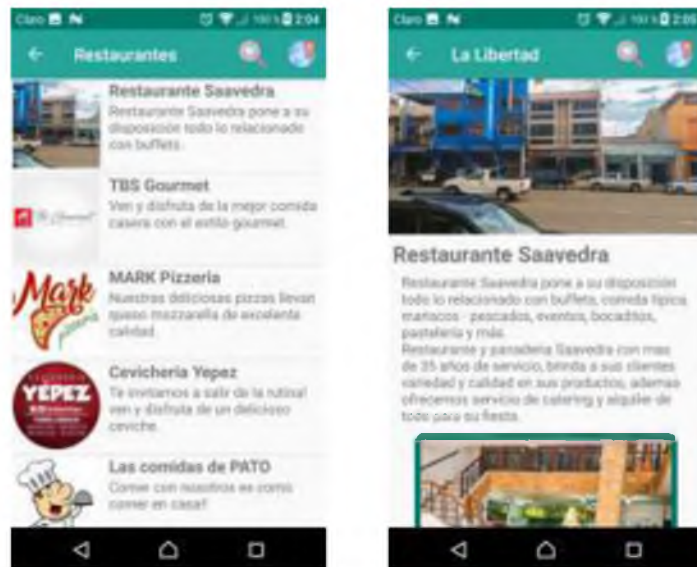 Claro 100% 2:04
Restaurantes
Restaurante Saavedra
Restaurante Saavedra pone a su
disposición todo lo relacionado
con buffets.
TBS Gourmet
Ven y disfruta de la mejor comida
casera con el estilo gourmet.
MARK Pizzeria
Nuestras deliciosas pizzas llevan
queso mozzarella de excelente
calidad.
Mark
pizzeria
Cevicheria Yepez
Te invitamos a salir de la rutina!
ven y disfruta de un delicioso
ceviche.
YEPEZ
Las comidas de PATO
Comer con nosotros es como
comer en casa!!
Claro 100% 2:05
La Libertad
Restaurante Saavedra
Restaurante Saavedra pone a su disposición
todo lo relacionado con buffets, comida típica,
mariscos - pescados, eventos, bocaditos,
pastelería y más.
Restaurante y panadería Saavedra con mas
de 35 años de servicio, brinda a sus clientes
variedad y calidad en sus productos, ademas
ofrecemos servicio de catering y alquiler de
todo para su fiesta.